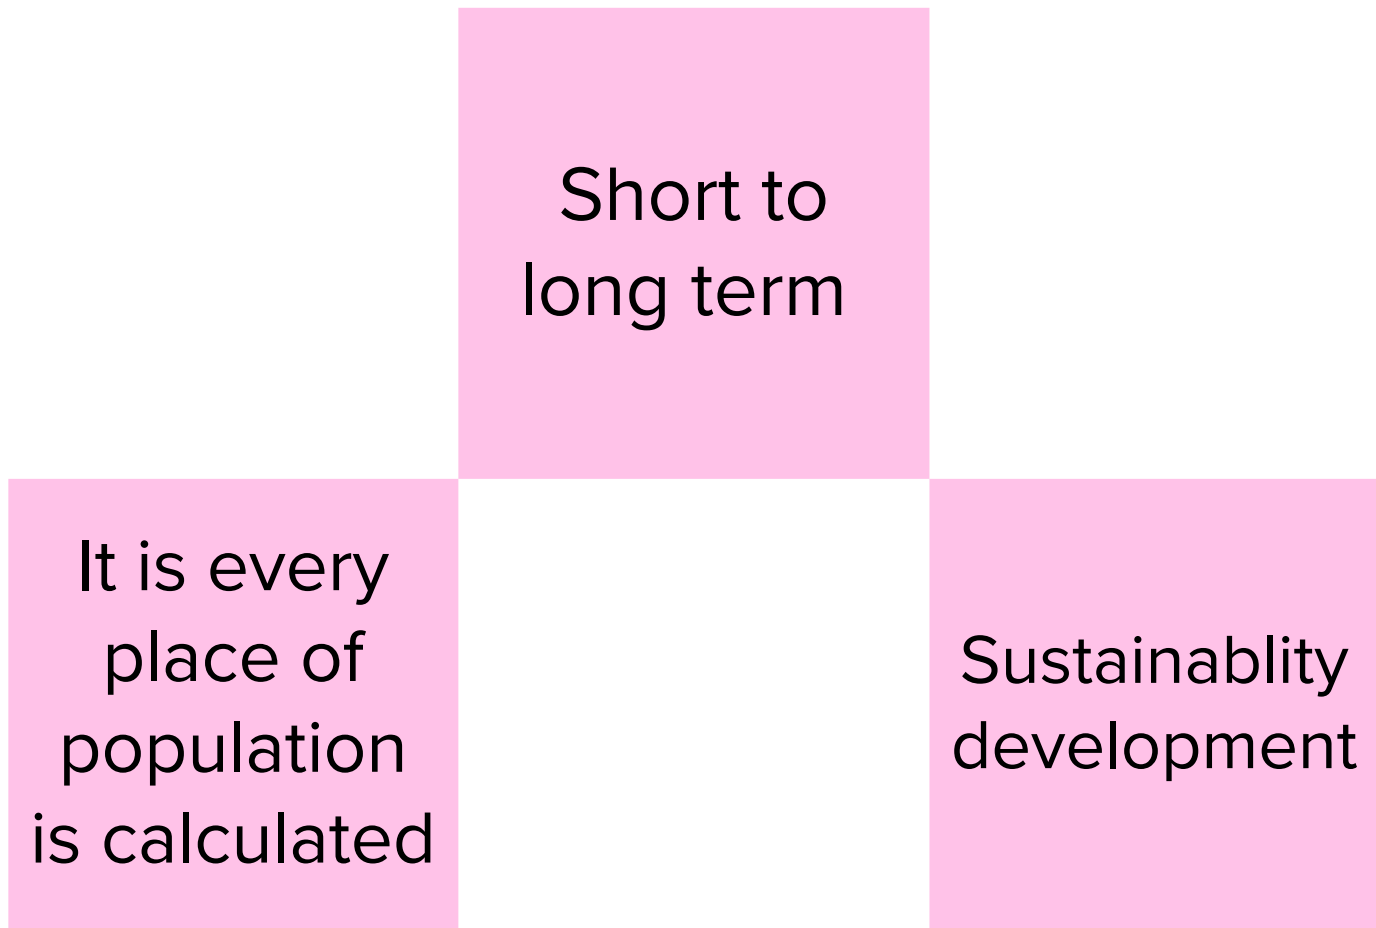 Short to
long term
It is every
place of
population
is calculated
Sustainablity
development